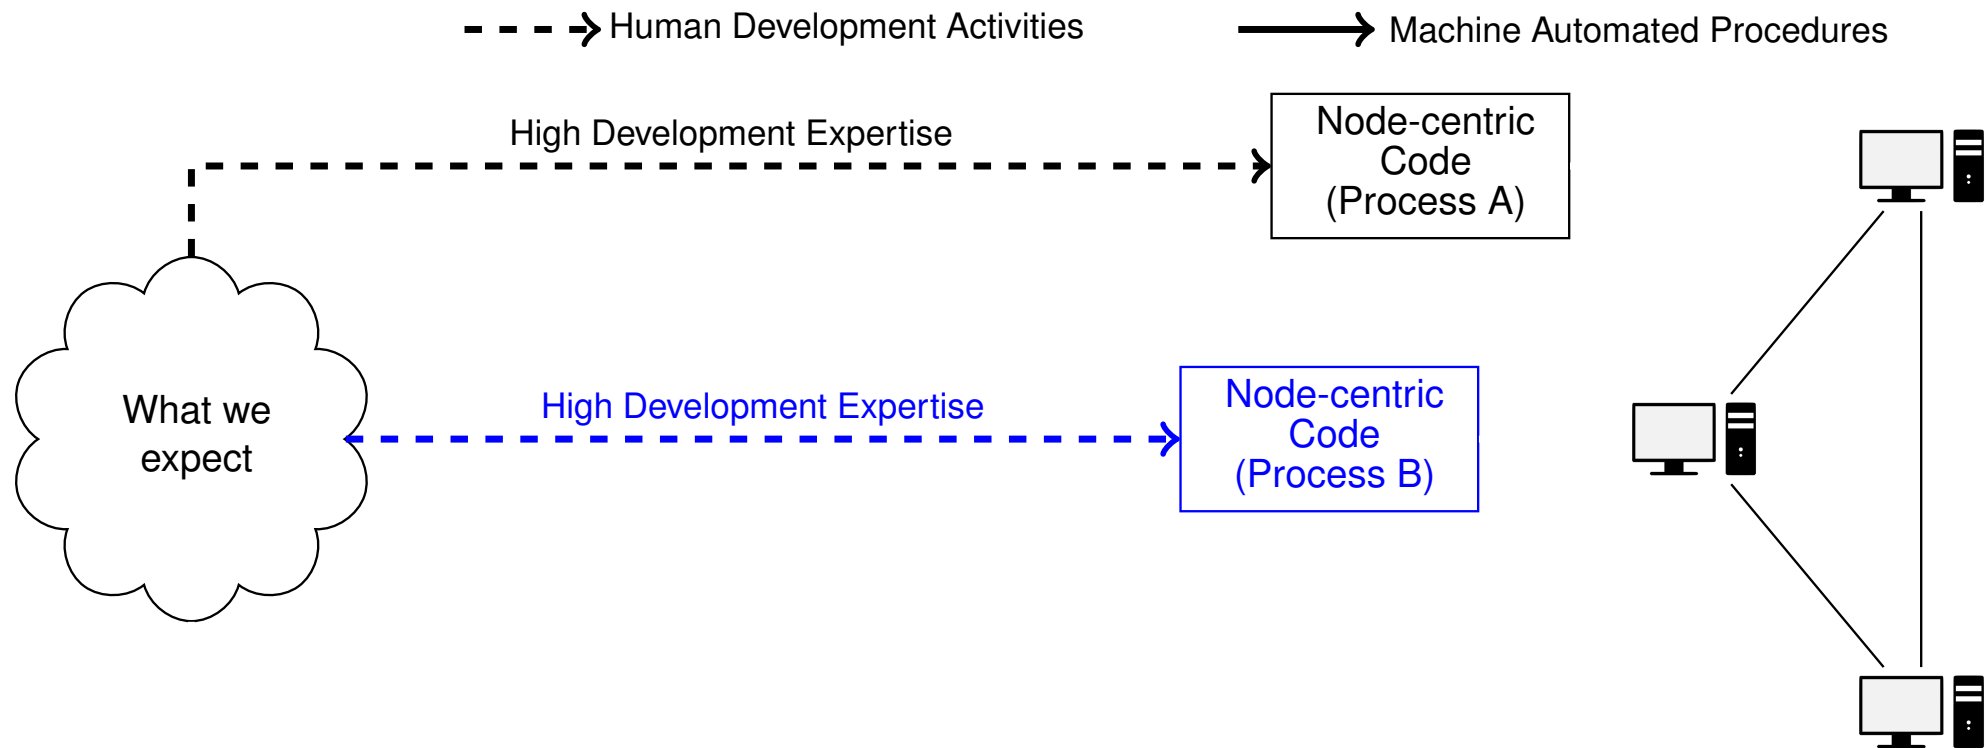 Human Development Activities
Machine Automated Procedures
High Development Expertise
Node-centric
Code
(Process A)
What we
expect
High Development Expertise
Node-centric
Code
(Process B)